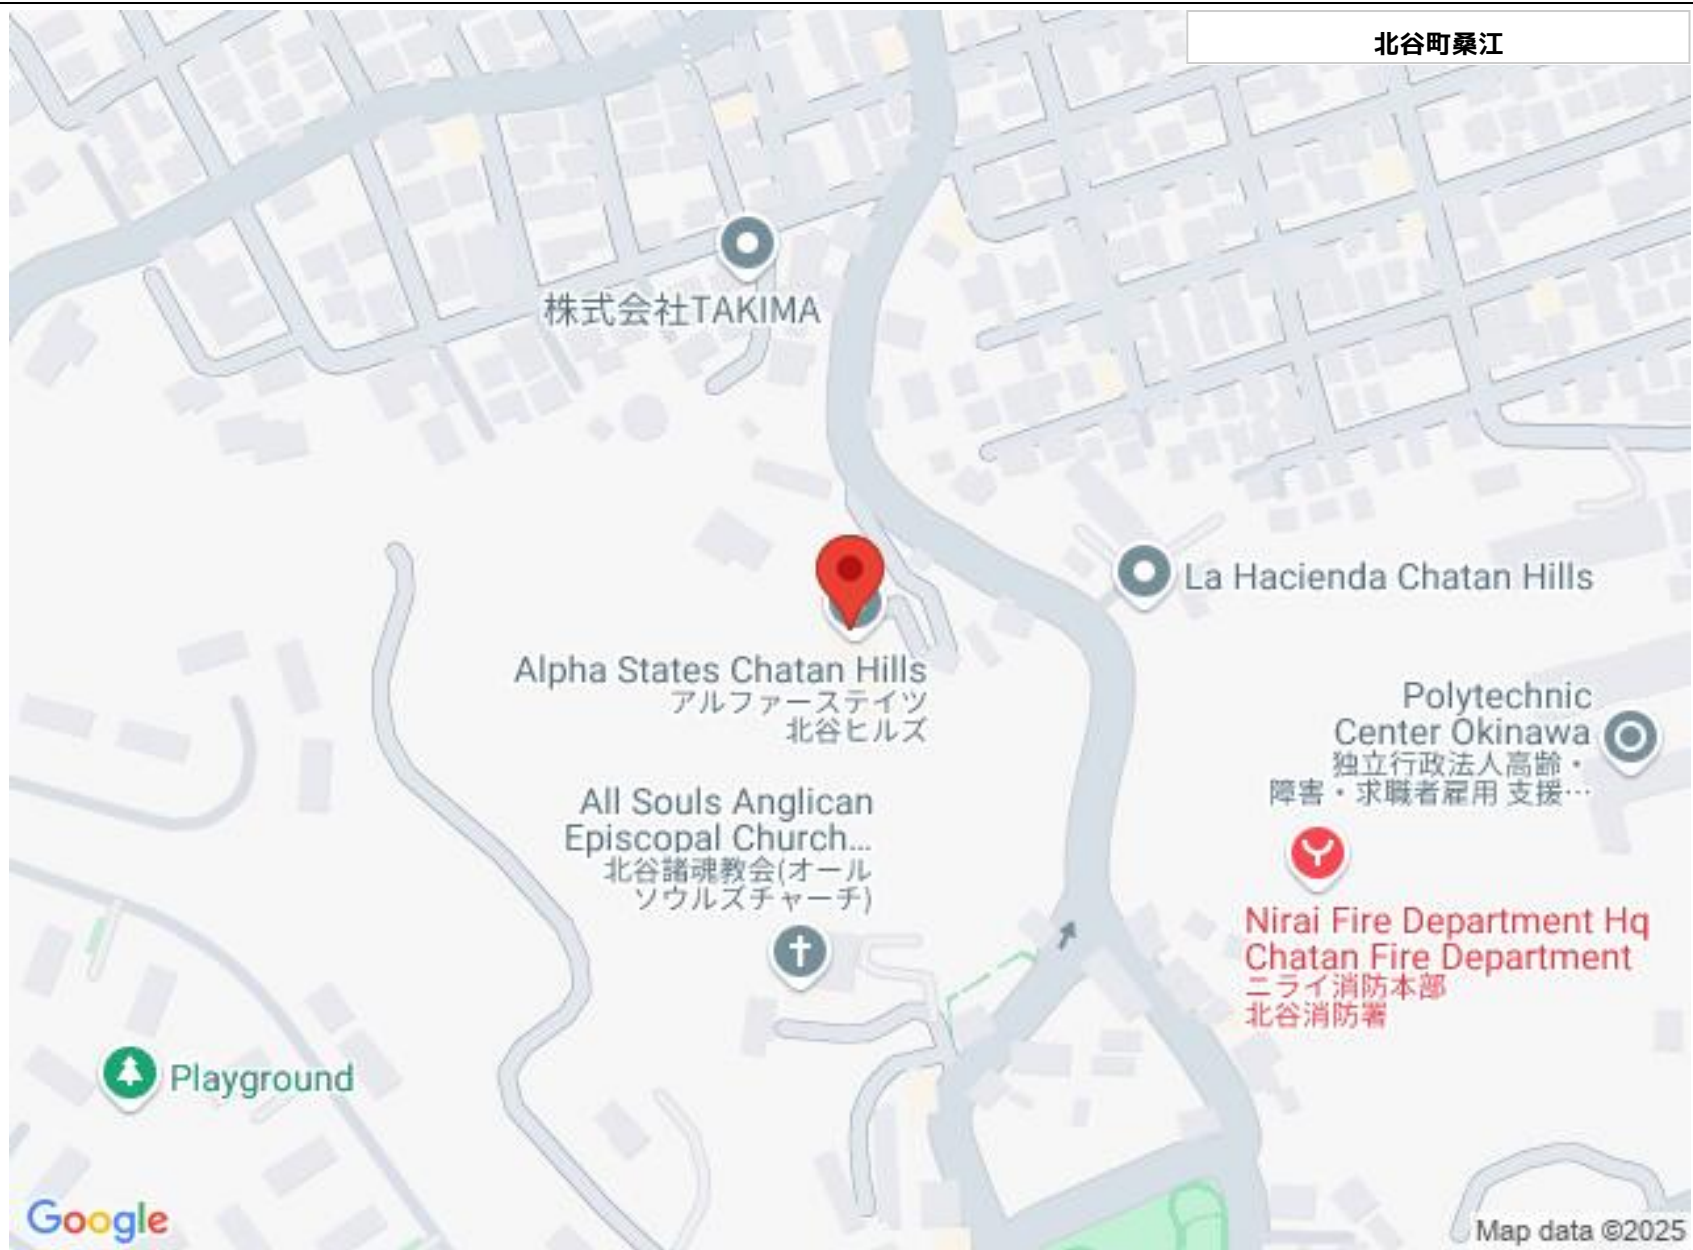 北谷町桑江
株式会社TAKIMA
La Hacienda Chatan Hills
Alpha States Chatan Hills
アルファーステイツ
北谷ヒルズ
Polytechnic
Center Okinawa
独立行政法人高齢・
障害・求職者雇用 支援…
All Souls Anglican
Episcopal Church...
北谷諸魂教会(オール
ソウルズチャーチ)
Nirai Fire Department Hq
Chatan Fire Department
ニライ消防本部
北谷消防署
Playground
Google
Map data ©2025